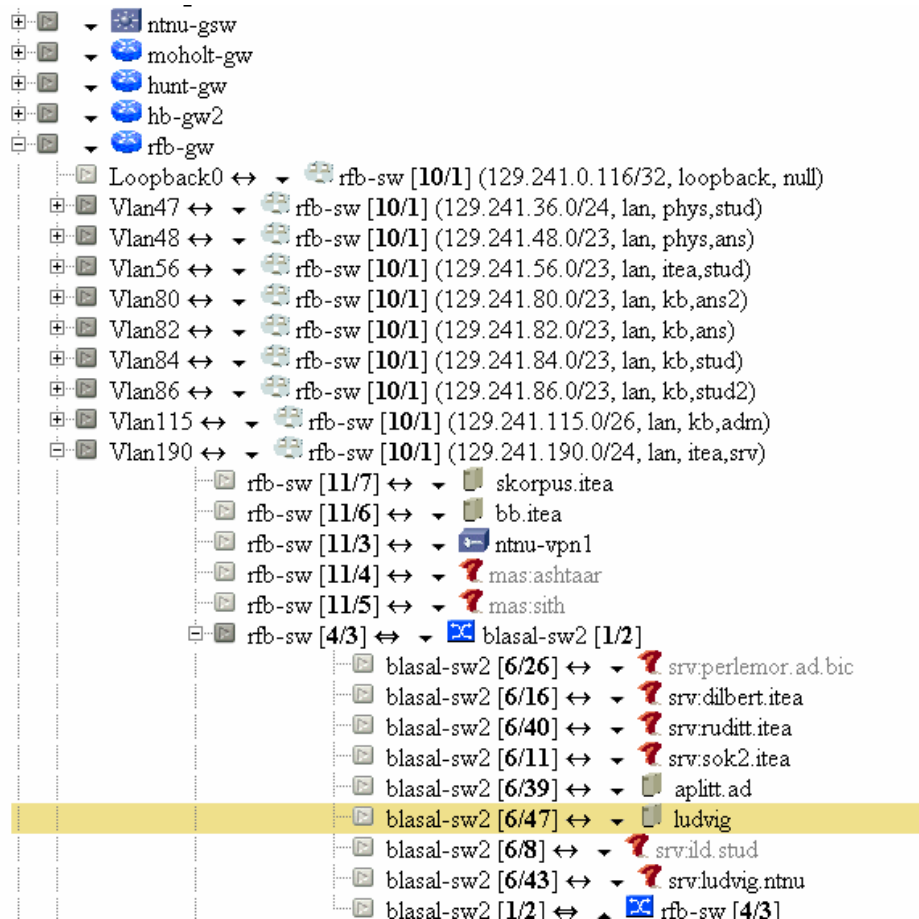 ntnu-gsw
moholt-gw
hunt-gw
hb-gw2
rfb-gw
Loopback0 ↔ rfb-sw [10/1] (129.241.0.116/32, loopback, null)
Vlan47 ↔ rfb-sw [10/1] (129.241.36.0/24, lan, phys,stud)
Vlan48 ↔ rfb-sw [10/1] (129.241.48.0/23, lan, phys,ans)
Vlan56 ↔ rfb-sw [10/1] (129.241.56.0/23, lan, itea,stud)
Vlan80 ↔ rfb-sw [10/1] (129.241.80.0/23, lan, kb,ans2)
Vlan82 ↔ rfb-sw [10/1] (129.241.82.0/23, lan, kb,ans)
Vlan84 ↔ rfb-sw [10/1] (129.241.84.0/23, lan, kb,stud)
Vlan86 ↔ rfb-sw [10/1] (129.241.86.0/23, lan, kb,stud2)
Vlan115 ↔ rfb-sw [10/1] (129.241.115.0/26, lan, kb,adm)
Vlan190 ↔ rfb-sw [10/1] (129.241.190.0/24, lan, itea,srv)
rfb-sw [11/7] ↔ skorpus.itea
rfb-sw [11/6] ↔ bb.itea
rfb-sw [11/3] ↔ ntnu-vpn1
rfb-sw [11/4] ↔ mas:ashtaar
rfb-sw [11/5] ↔ mas:sith
rfb-sw [4/3] ↔ blasal-sw2 [1/2]
blasal-sw2 [6/26] ↔ srv:perlemor.ad.bic
blasal-sw2 [6/16] ↔ srv:dilbert.itea
blasal-sw2 [6/40] ↔ srv:ruditt.itea
blasal-sw2 [6/11] ↔ srv:sok2.itea
blasal-sw2 [6/39] ↔ aplitt.ad
blasal-sw2 [6/47] ↔ ludvig
blasal-sw2 [6/8] ↔ srv:ild.stud
blasal-sw2 [6/43] ↔ srv:ludvig.ntnu
blasal-sw2 [1/2] ↔ rfb-sw [4/3]